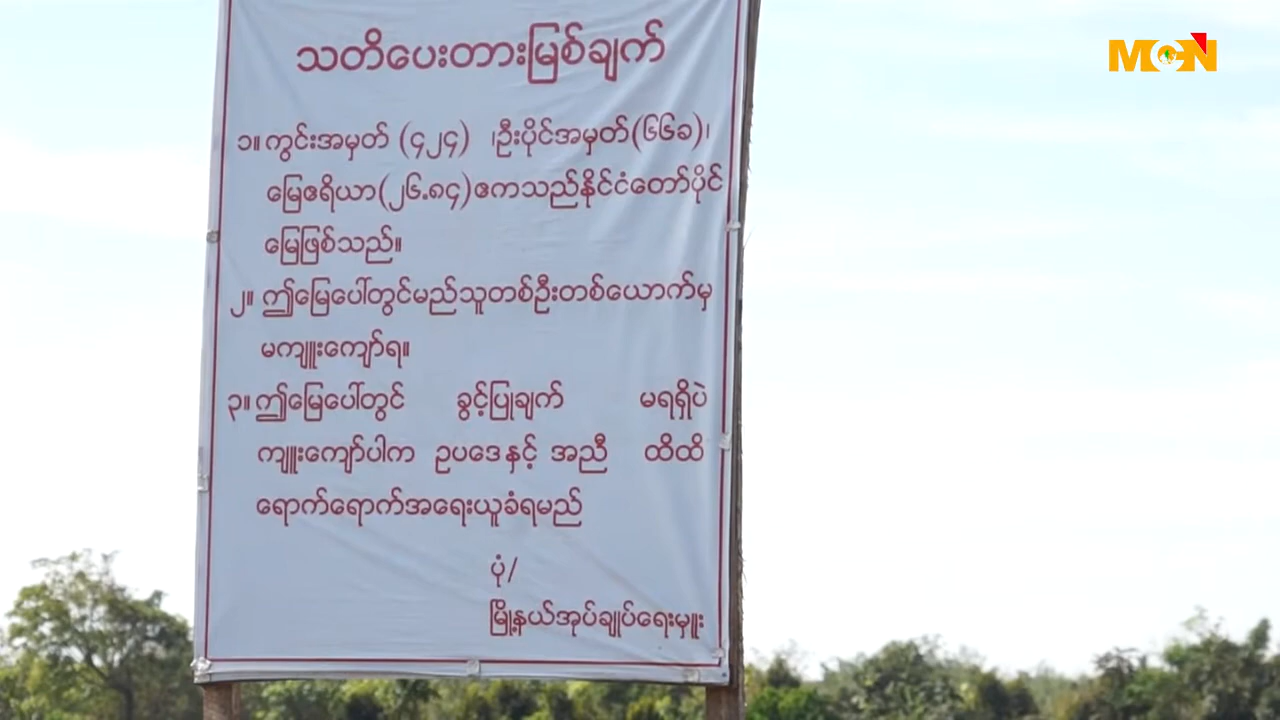 MCN
သတိပေးတားမြစ်ချက်
၁။ ကွင်းအမှတ် (၄၂၄) ၊ဦးပိုင်အမှတ်(၆၆ခ)၊
မြေဧရိယာ(၂၆.၈၄)ဧကသည်နိုင်ငံတော်ပိုင်
မြေဖြစ်သည်။
၂။ ဤမြေပေါ်တွင်မည်သူတစ်ဦးတစ်ယောက်မှ
မကျူးကျော်ရ။
၃။ ဤမြေပေါ်တွင် ခွင့်ပြုချက် မရရှိပဲ
ကျူးကျော်ပါက ဥပဒေနှင့် အညီ ထိထိ
ရောက်ရောက်အရေးယူခံရမည်
ပုံ/
မြို့နယ်အုပ်ချုပ်ရေးမှူး